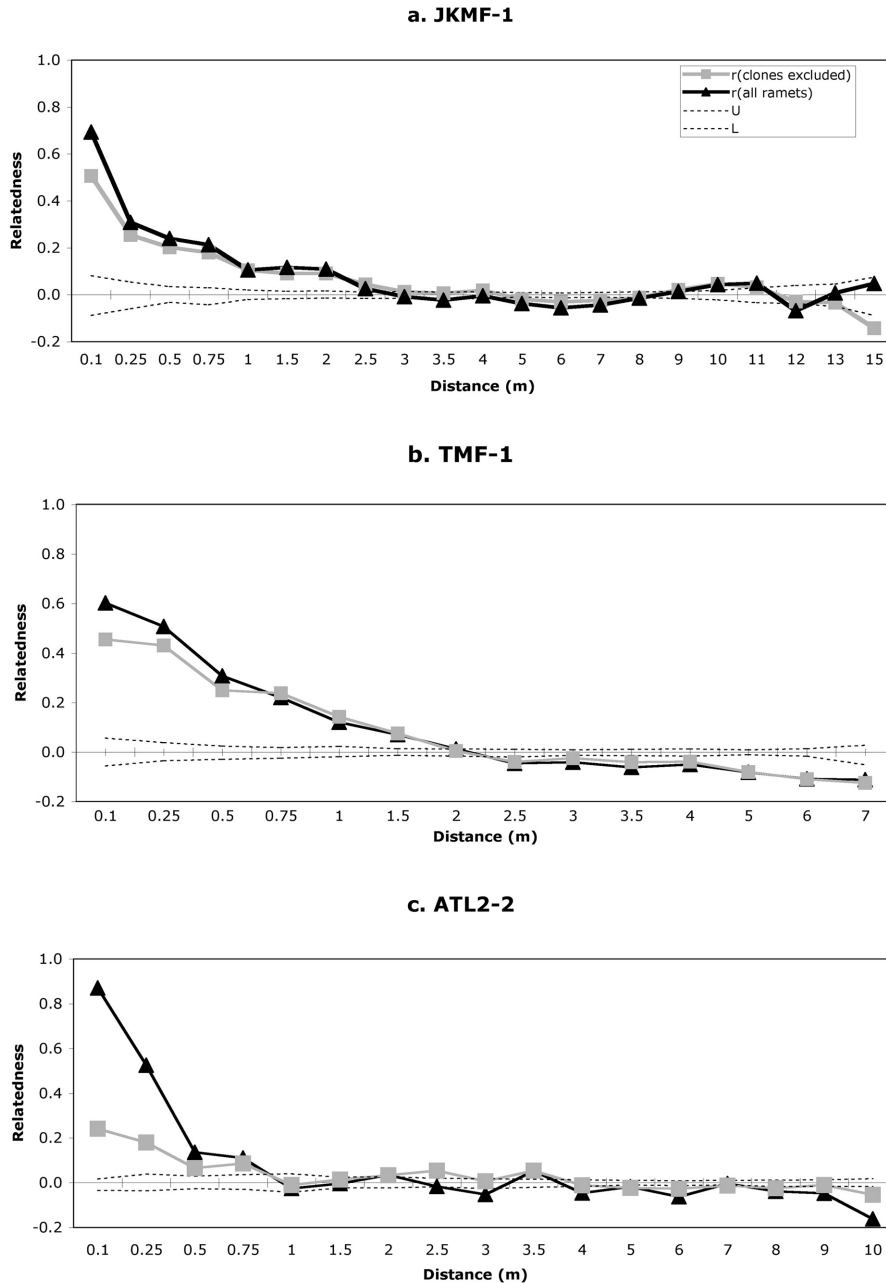 a. JKMF-1
1.0
0.8
0.6
0.4
0.2
0.0
-0.2
Relatedness
r(clones excluded)
r(all ramets)
U
L
0.1 0.25 0.5 0.75 1 1.5 2 2.5 3 3.5 4 5 6 7 8 9 10 11 12 13 15
Distance (m)
b. TMF-1
1.0
0.8
0.6
0.4
0.2
0.0
-0.2
Relatedness
0.1 0.25 0.5 0.75 1 1.5 2 2.5 3 3.5 4 5 6 7
Distance (m)
c. ATL2-2
1.0
0.8
0.6
0.4
0.2
0.0
-0.2
Relatedness
0.1 0.25 0.5 0.75 1 1.5 2 2.5 3 3.5 4 5 6 7 8 9 10
Distance (m)